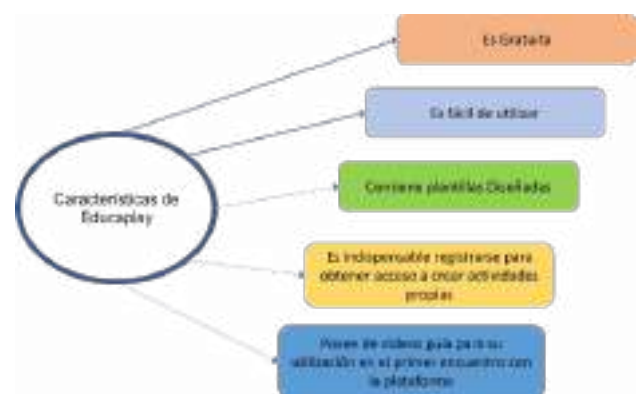 Características de
Educaplay
Es Gratuita
Es fácil de utilizar
Contiene plantillas Diseñadas
Es indispensable registrarse para
obtener acceso a crear actividades
propias
Posee de videos guía para su
utilización en el primer encuentro con
la plataforma